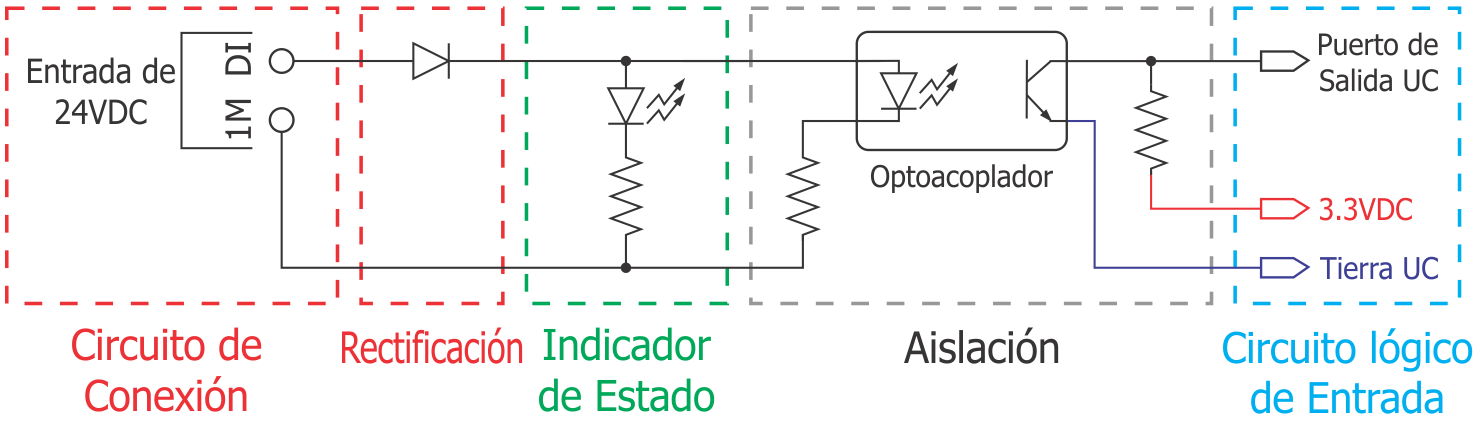 Entrada de
24VDC
DI
1M
Optoacoplador
Puerto de
Salida UC
3.3VDC
Tierra UC
Circuito de
Conexión
Rectificación
Indicador
de Estado
Aislación
Circuito lógico
de Entrada